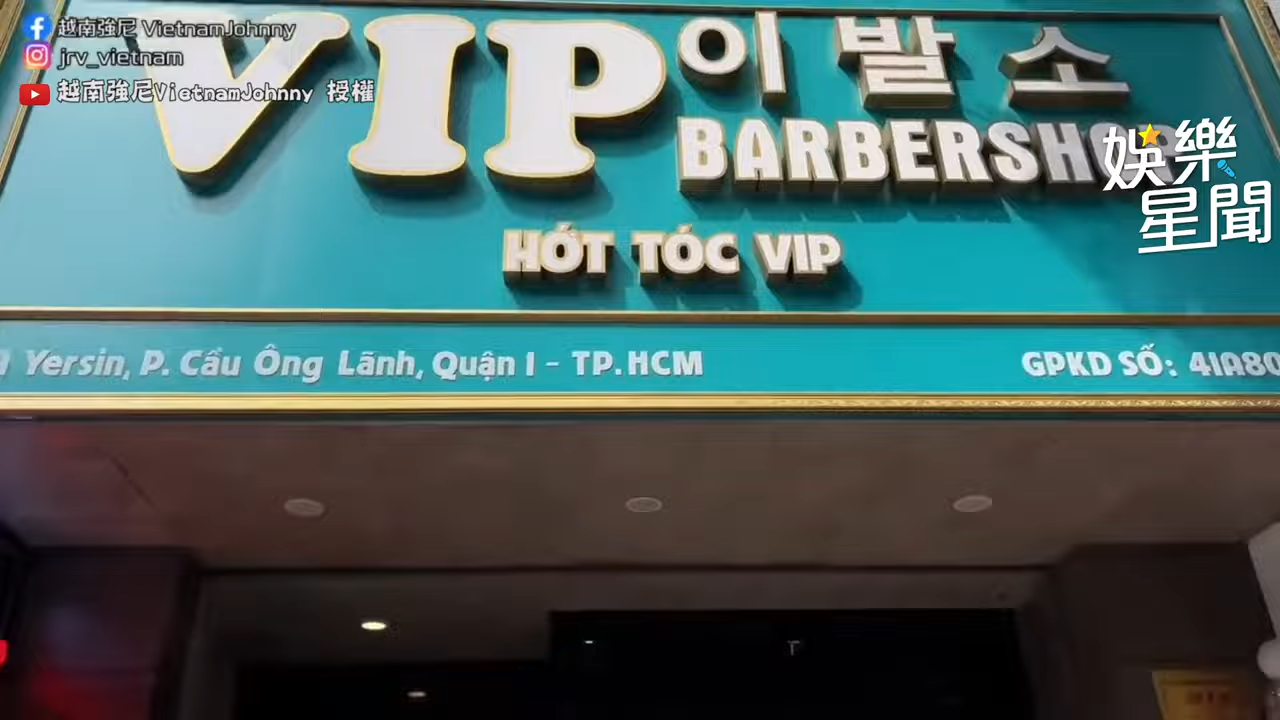 越南強尼 VietnamJohnny
jrv_vietnam
越南強尼VietnamJohnny 授權
VIP 이발소
BARBERSHOP
娛樂
星聞
HỚT TÓC VIP
Yersin, P. Cầu Ông Lãnh, Quận 1 - TP.HCM
GPKD SỐ: 41A80